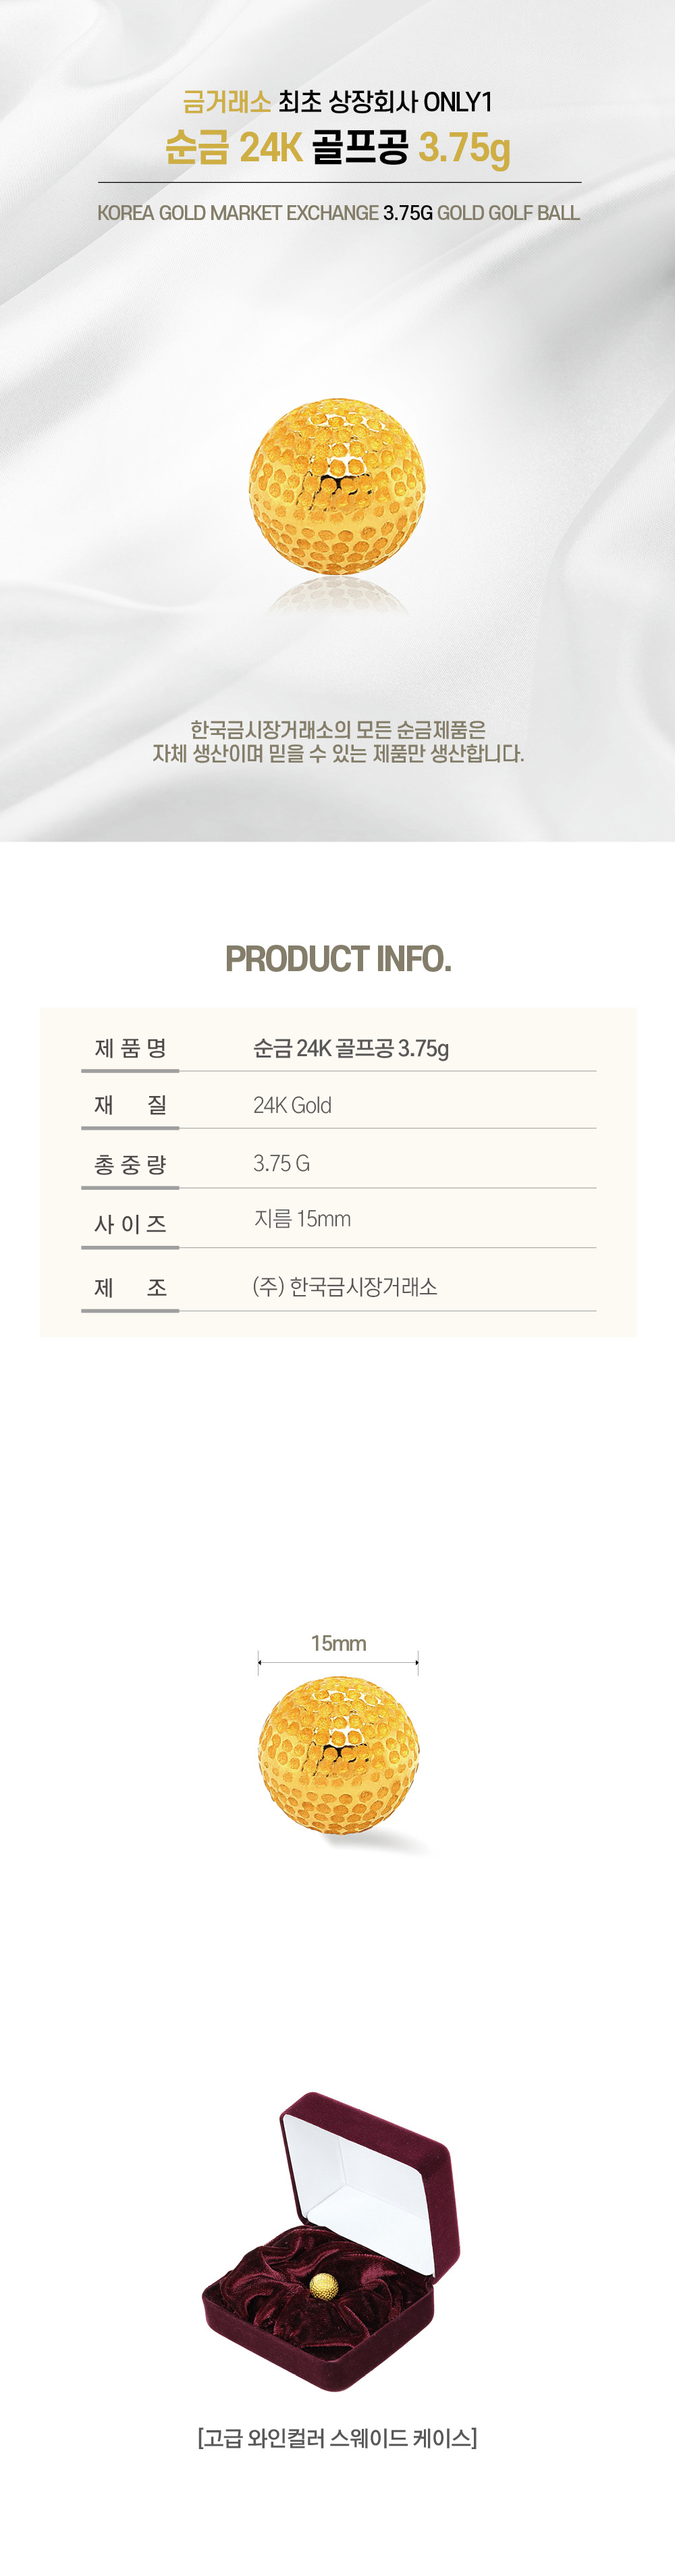 금거래소 최초 상장회사 ONLY1
순금 24K 골프공 3.75g
KOREA GOLD MARKET EXCHANGE 3.75G GOLD GOLF BALL
한국금시장거래소의 모든 순금제품은
자체 생산이며 믿을 수 있는 제품만 생산합니다.
PRODUCT INFO.
제 품 명 순금 24K 골프공 3.75g
재 질 24K Gold
총 중 량 3.75 G
사 이 즈 지름 15mm
제 조 (주) 한국금시장거래소
15mm
[고급 와인컬러 스웨이드 케이스]